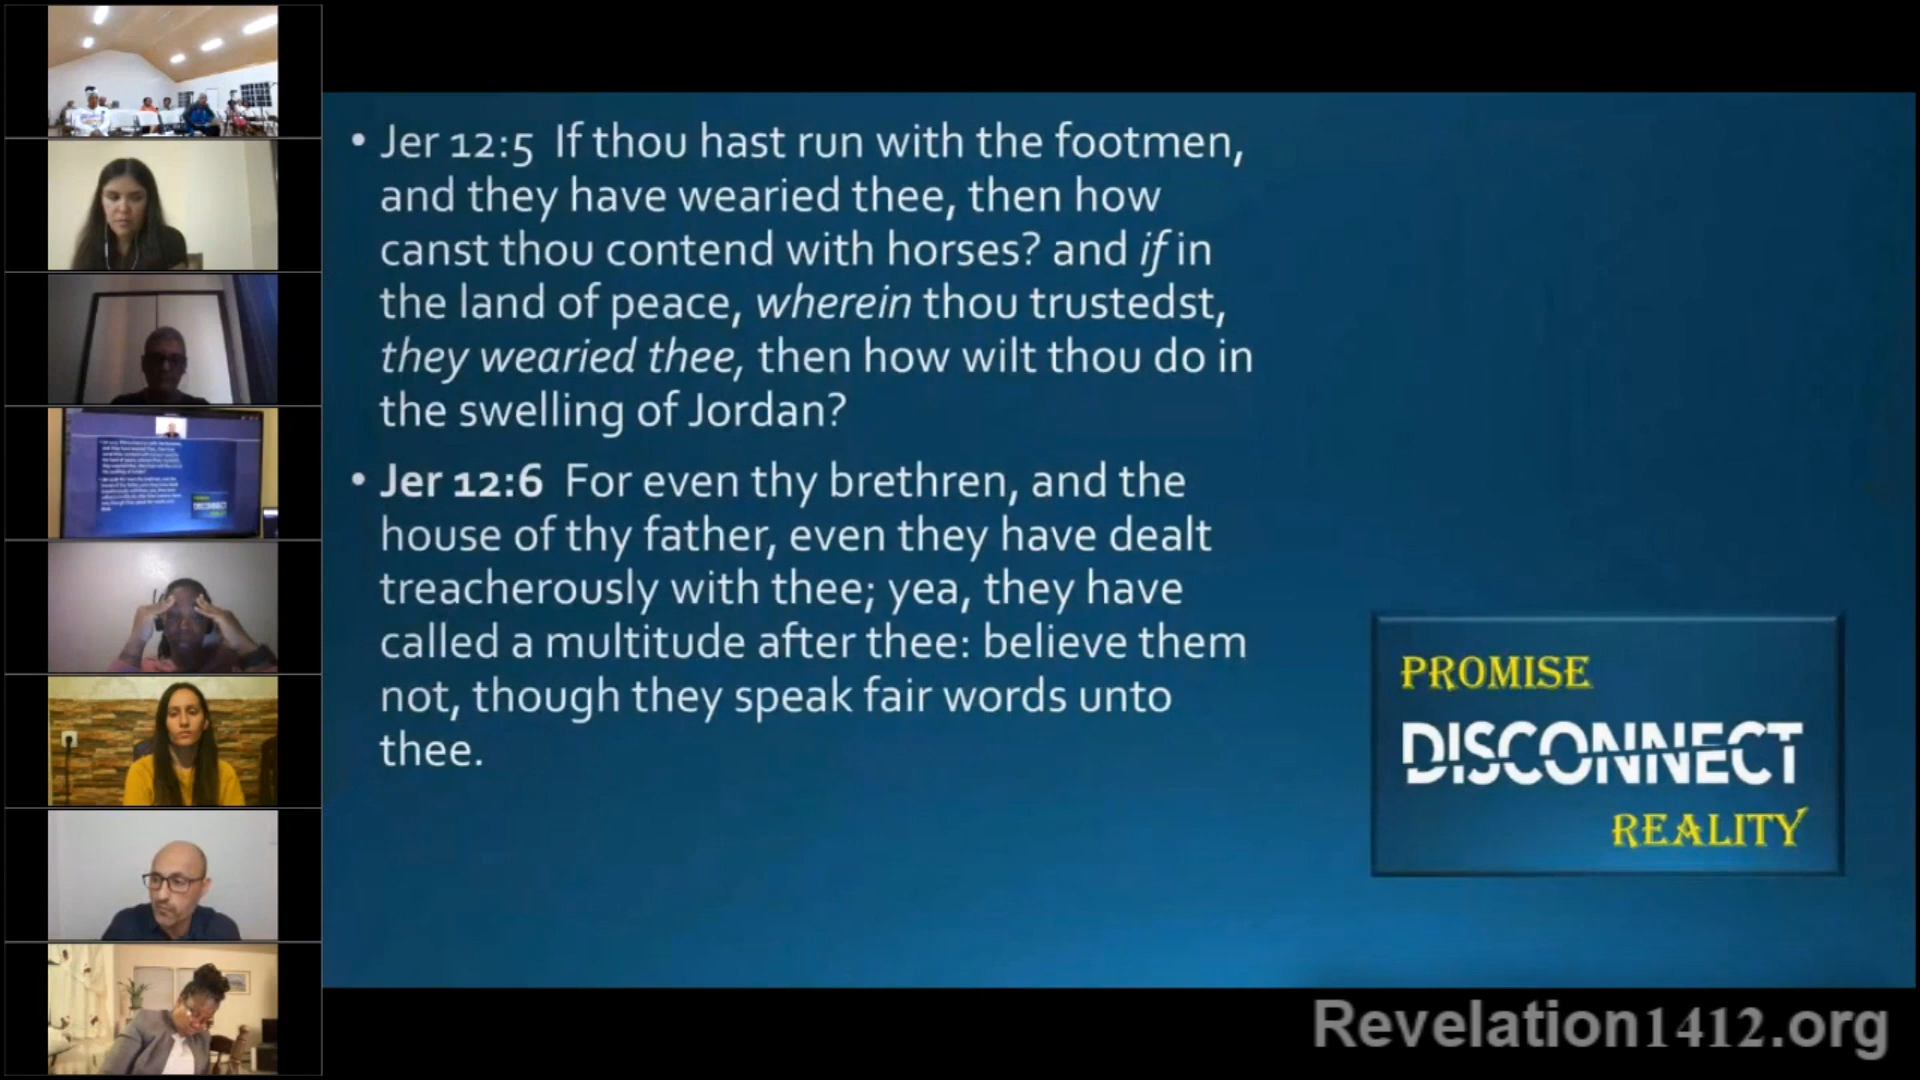 • Jer 12:5 If thou hast run with the footmen,
and they have wearied thee, then how
canst thou contend with horses? and if in
the land of peace, wherein thou trustedst,
they wearied thee, then how wilt thou do in
the swelling of Jordan?
• Jer 12:6 For even thy brethren, and the
house of thy father, even they have dealt
treacherously with thee; yea, they have
called a multitude after thee: believe them
not, though they speak fair words unto
thee.
PROMISE
DISCONNECT
REALITY
Revelation1412.org